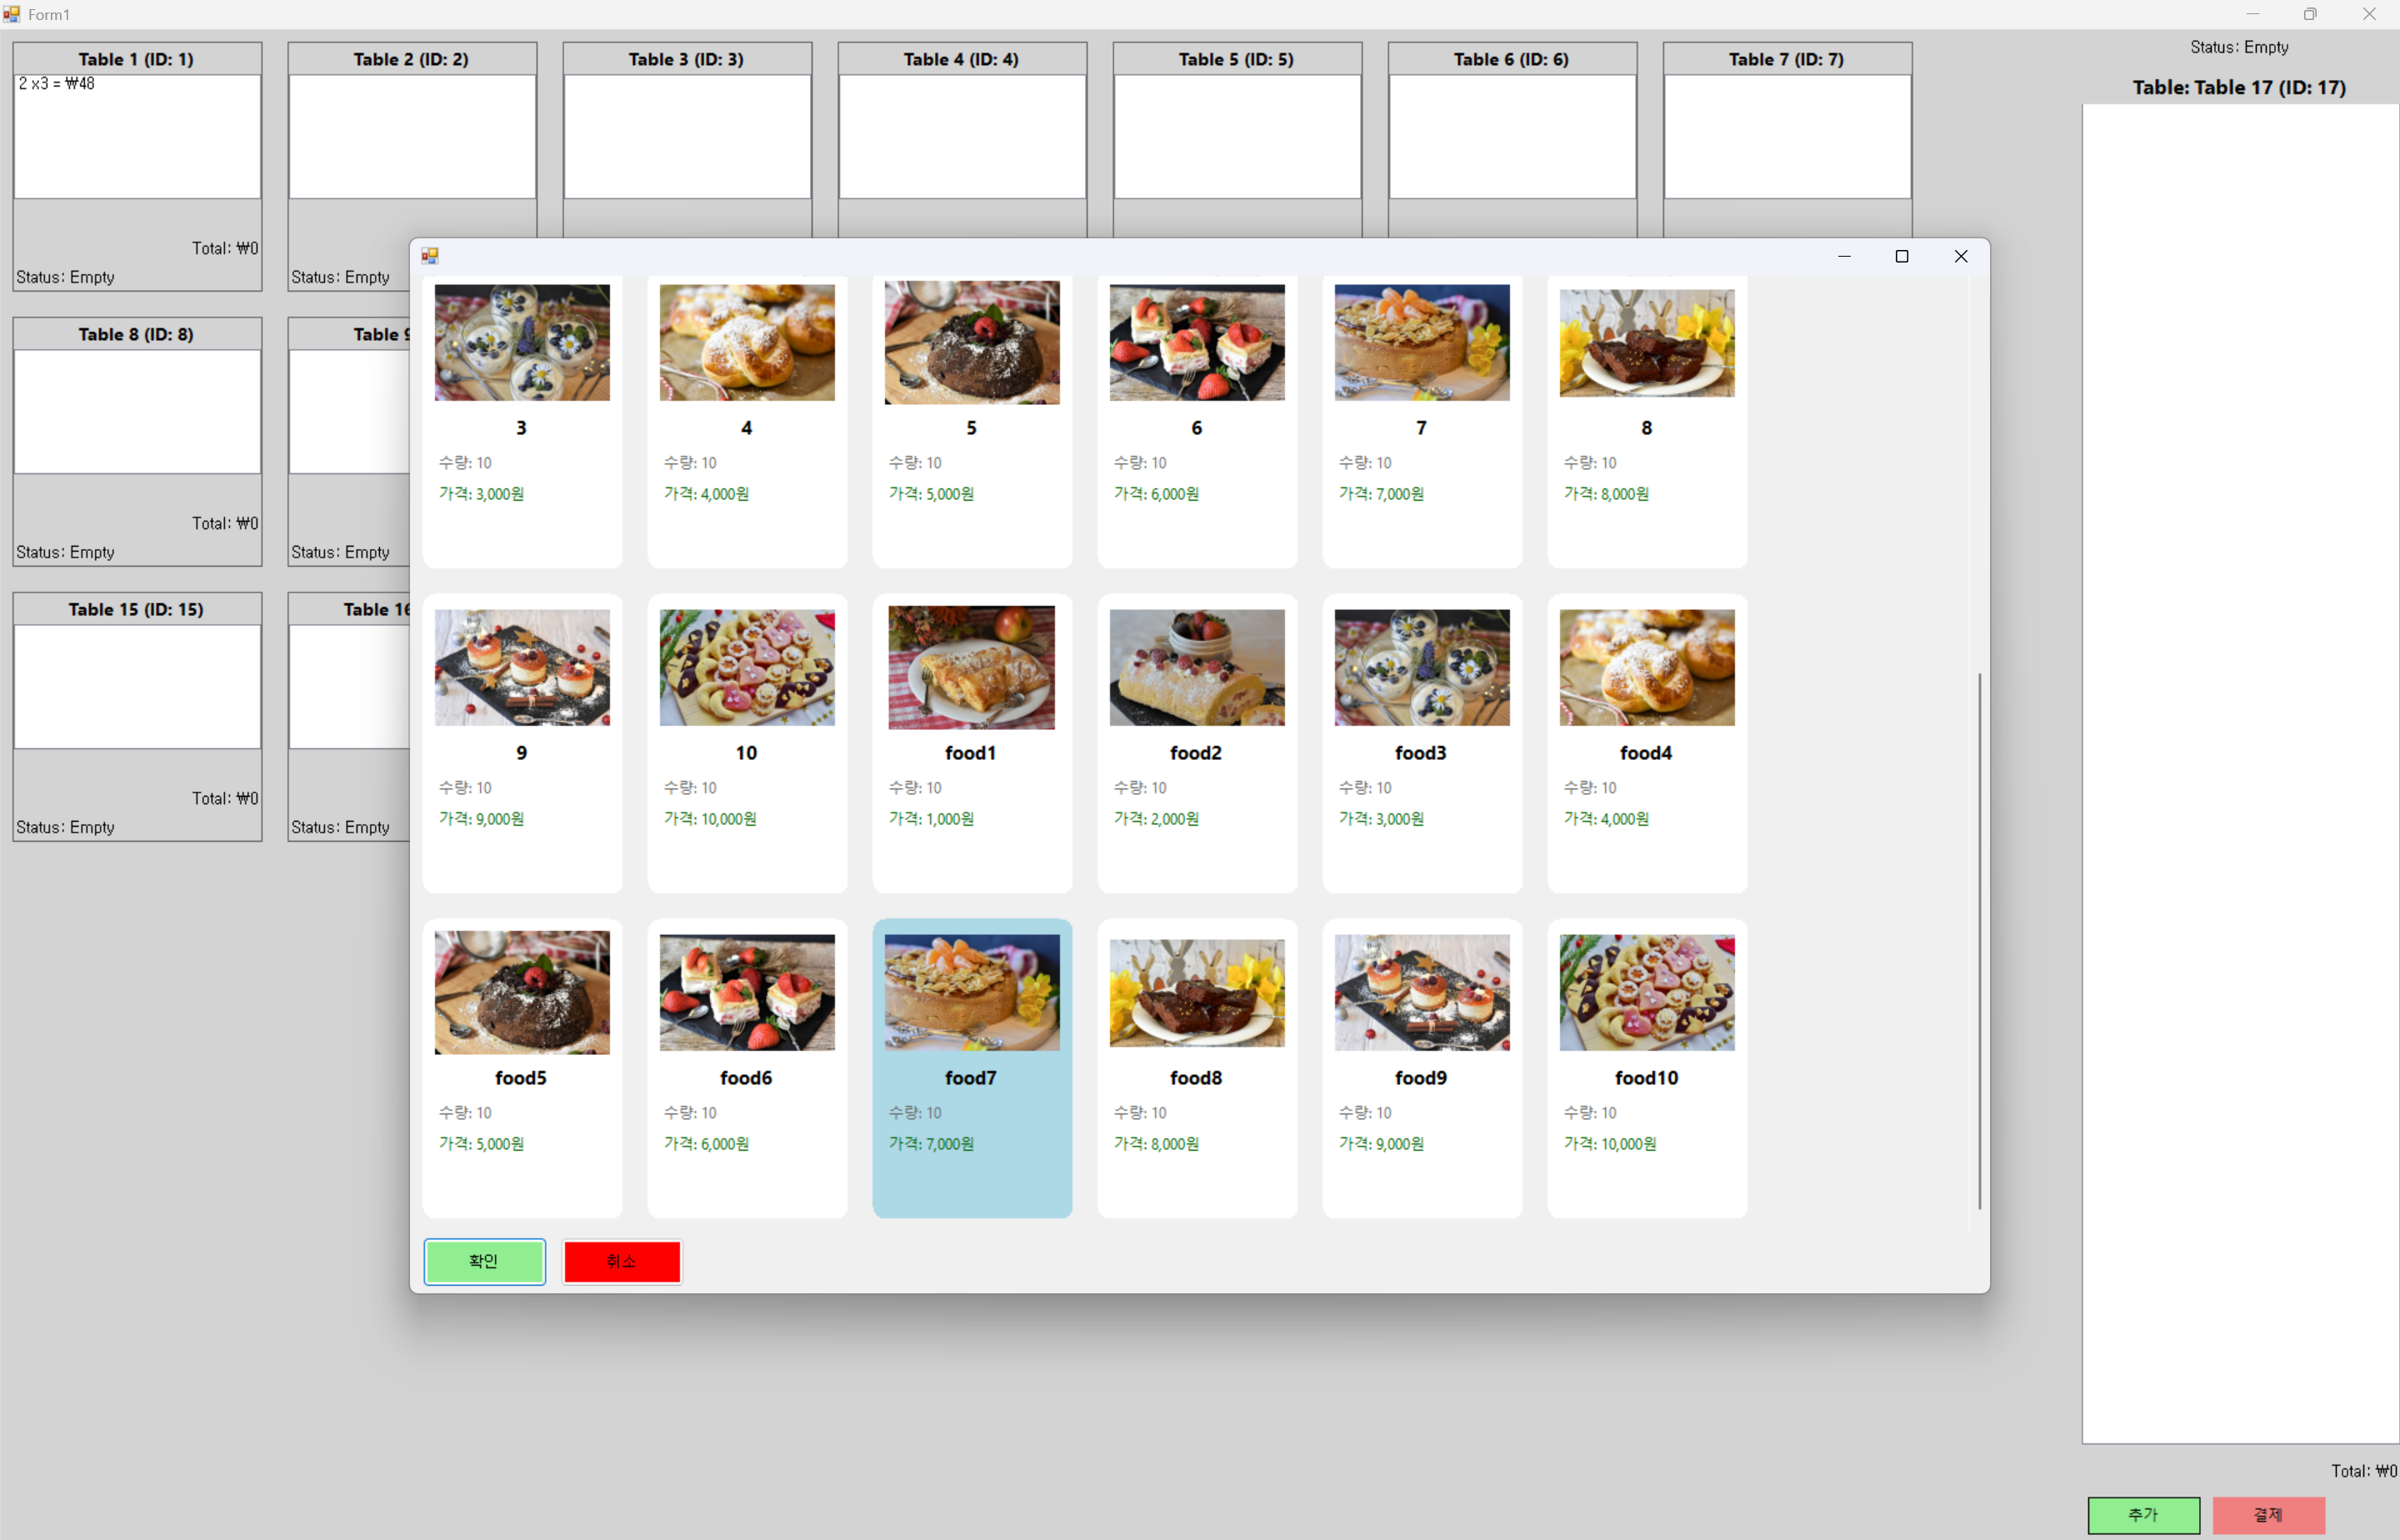 Form1
Table 1 (ID: 1)
2 x3 = ₩48
Total: ₩0
Status: Empty
Table 2 (ID: 2)
Status: Empty
Table 3 (ID: 3)
Table 4 (ID: 4)
Table 5 (ID: 5)
Table 6 (ID: 6)
Table 7 (ID: 7)
Table 8 (ID: 8)
Total: ₩0
Status: Empty
Table 9
Status: Empty
Table 15 (ID: 15)
Total: ₩0
Status: Empty
Table 16
Status: Empty
3
수량: 10
가격: 3,000원
4
수량: 10
가격: 4,000원
5
수량: 10
가격: 5,000원
6
수량: 10
가격: 6,000원
7
수량: 10
가격: 7,000원
8
수량: 10
가격: 8,000원
9
수량: 10
가격: 9,000원
10
수량: 10
가격: 10,000원
food1
수량: 10
가격: 1,000원
food2
수량: 10
가격: 2,000원
food3
수량: 10
가격: 3,000원
food4
수량: 10
가격: 4,000원
food5
수량: 10
가격: 5,000원
food6
수량: 10
가격: 6,000원
food7
수량: 10
가격: 7,000원
food8
수량: 10
가격: 8,000원
food9
수량: 10
가격: 9,000원
food10
수량: 10
가격: 10,000원
확인
취소
Status: Empty
Table: Table 17 (ID: 17)
Total: ₩0
추가
결제